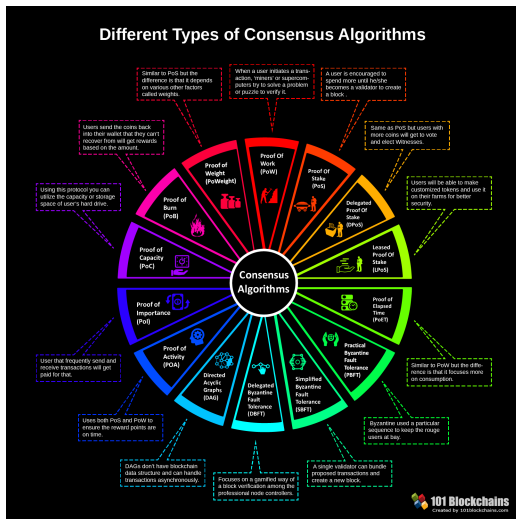 Different Types of Consensus Algorithms
Similar to PoS but the
difference is that it depends
on various other factors
called weights.
When a user initiates a trans-
action, 'miners' or supercom-
puters try to solve a problem
or puzzle to verify it.
A user is encouraged to
spend more until he/she
becomes a validator to create
a block .
Users send the coins back
into their wallet that they can't
recover from will get rewards
based on the amount.
Same as PoS but users with
more coins will get to vote
and elect Witnesses.
Using this protocol you can
utilize the capacity or storage
space of user's hard drive.
Users will be able to make
customized tokens and use it
on their farms for better
security.
Proof of
Weight
(PoWeight)
Proof Of
Work
(PoW)
Proof Of
Stake
(PoS)
Proof of
Burn
(PoB)
Delegated
Proof Of
Stake
(DPoS)
Proof of
Capacity
(PoC)
Leased
Proof Of
Stake
(LPoS)
Consensus
Algorithms
Proof of
Importance
(PoI)
Proof of
Elapsed
Time
(PoET)
Proof of
Activity
(POA)
Practical
Byzantine
Fault
Tolerance
(PBFT)
Directed
Acyclic
Graphs
(DAG)
Delegated
Byzantine
Fault
Tolerance
(DBFT)
Simplified
Byzantine
Fault
Tolerance
(SBFT)
User that frequently send and
receive transactions will get
paid for that.
Similar to PoW but the diffe-
rence is that it focuses more
on consumption.
Uses both PoS and PoW to
ensure the reward points are
on time.
Byzantine used a particular
sequence to keep the rouge
users at bay.
DAGs don't have blockchain
data structure and can handle
transactions asynchronously.
Focuses on a gamified way of
a block verification among the
professional node controllers.
A single validator can bundle
proposed transactions and
create a new block.
101 Blockchains
Created by 101blockchains.com